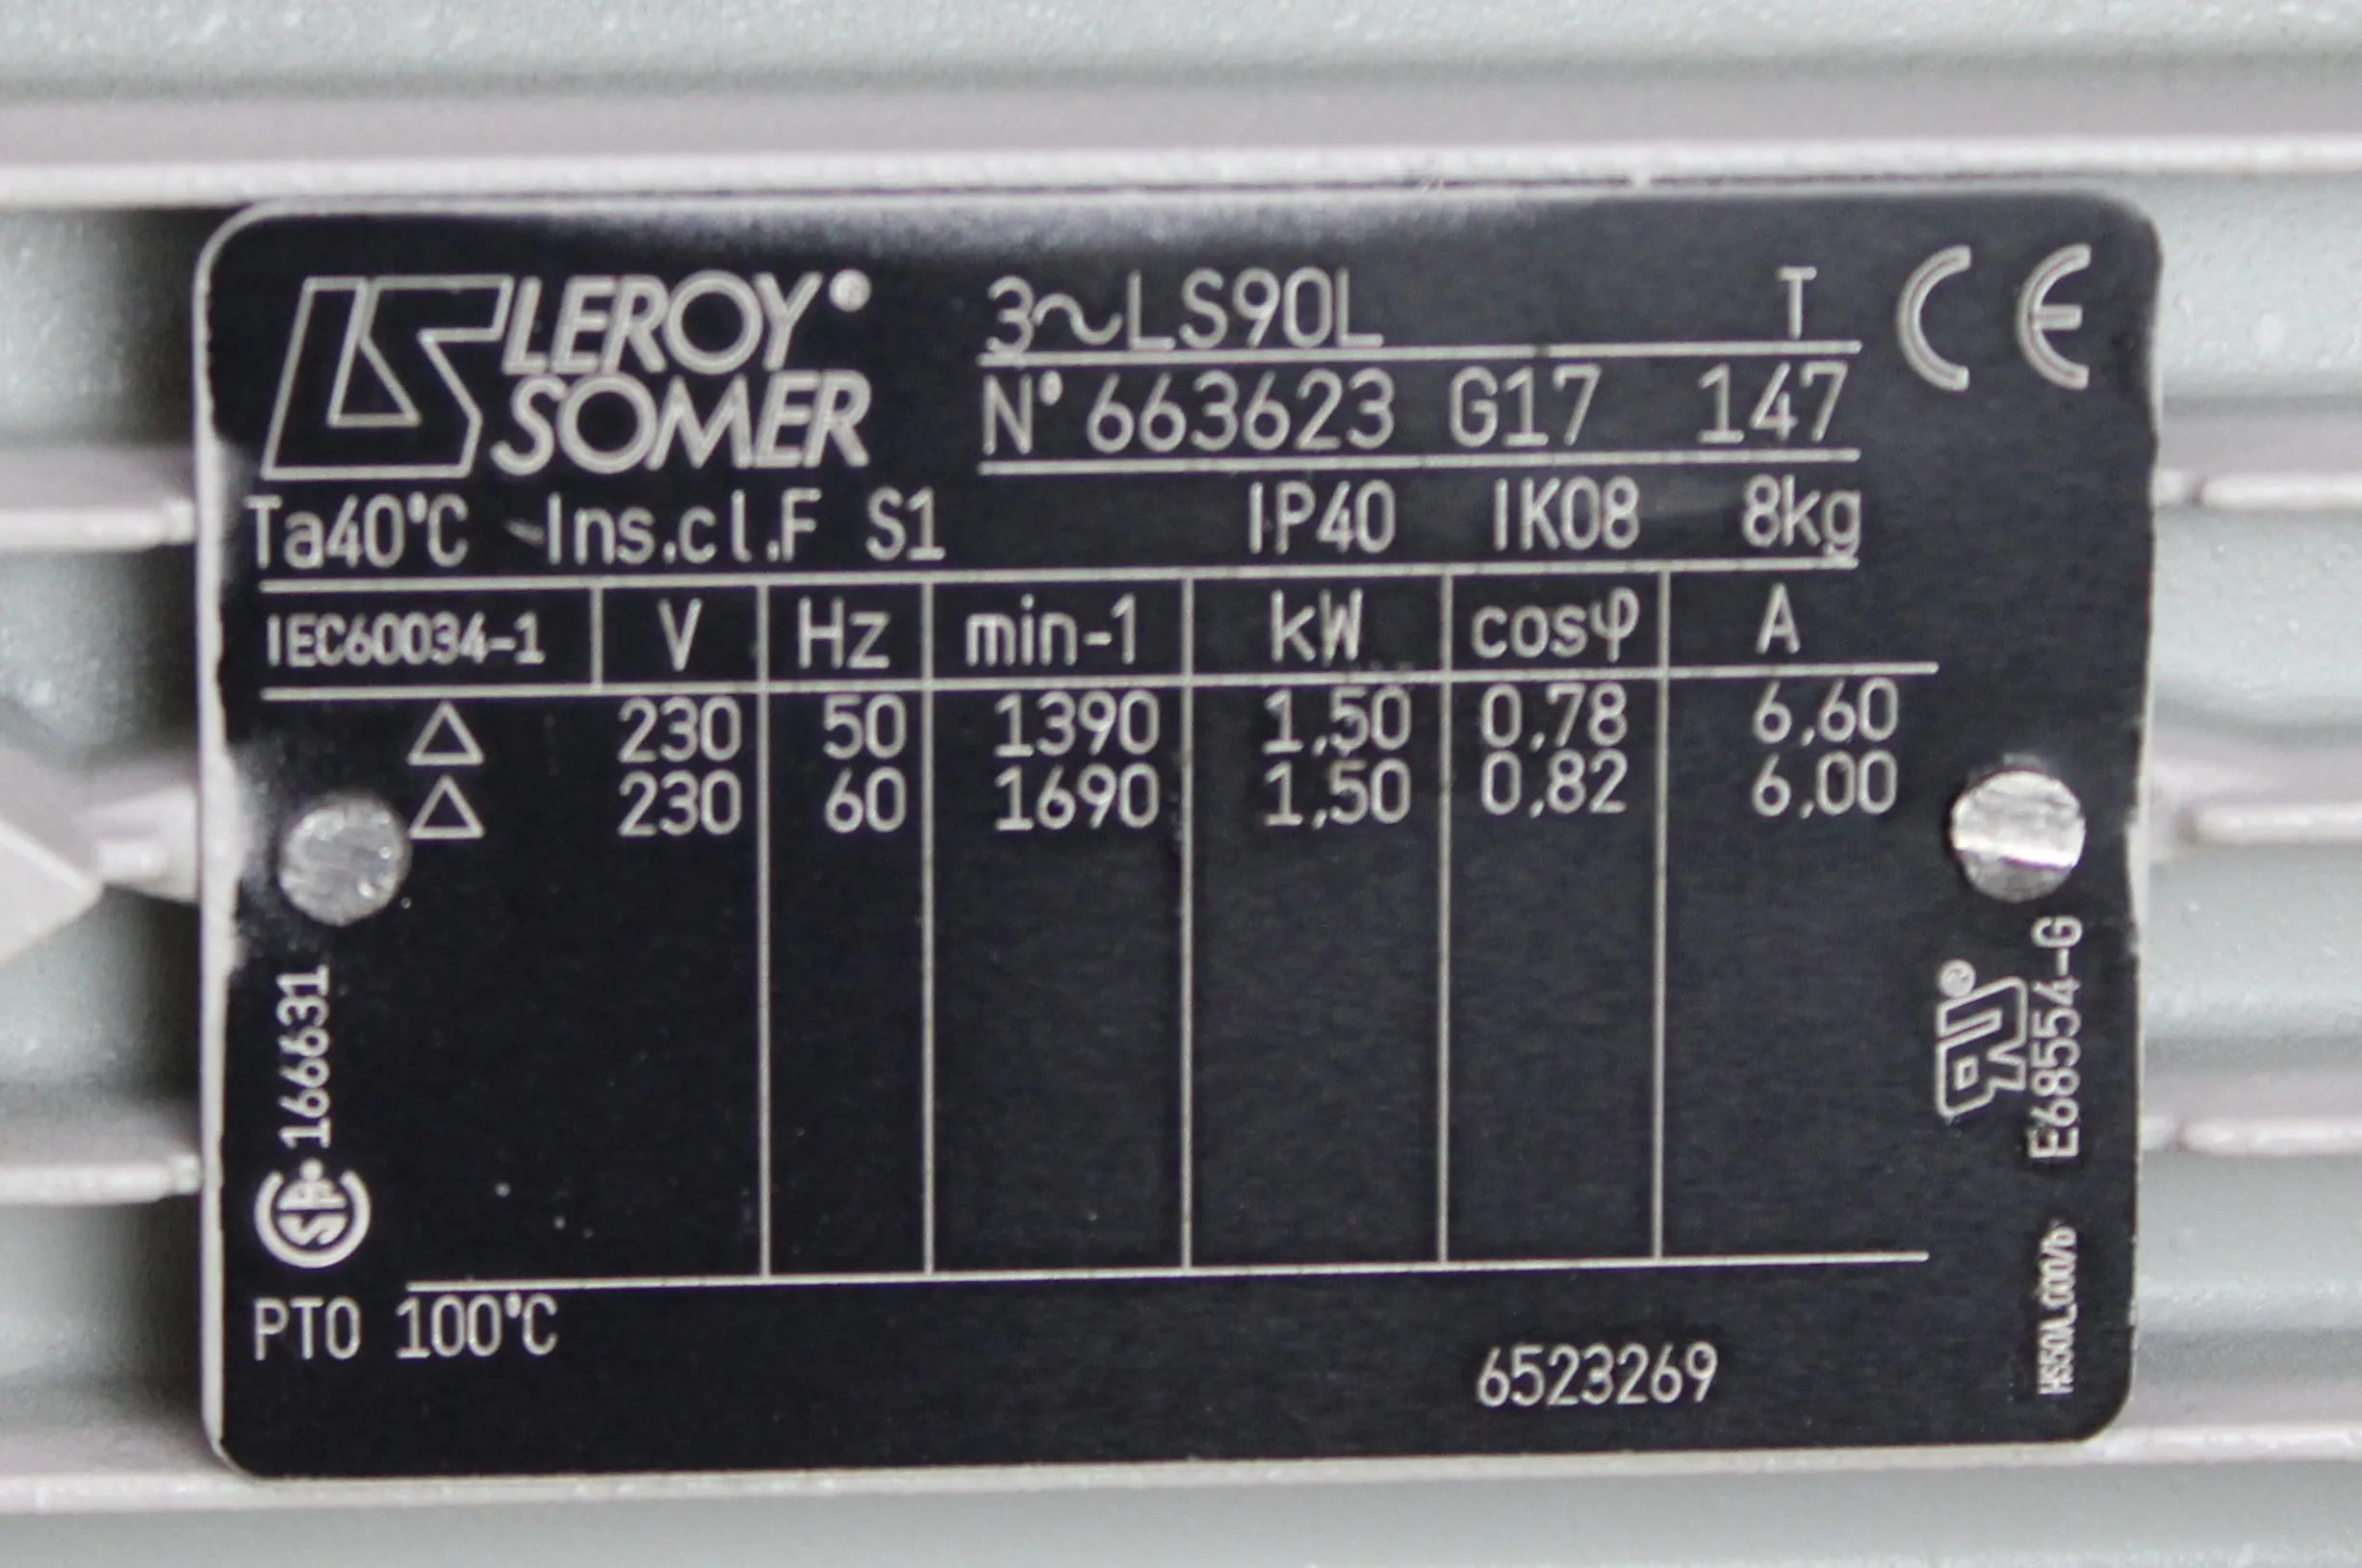 LEROY
SOMER
3~LS90L T
N°663623 G17 147
CE
Ta40°C Ins.cl.F S1 IP40 IK08 8kg
IEC60034-1 V Hz min-1 kW cosφ A
△ 230 50 1390 1,50 0,78 6,60
△ 230 60 1690 1,50 0,82 6,00
166631
E68554-G
PTO 100°C
6523269